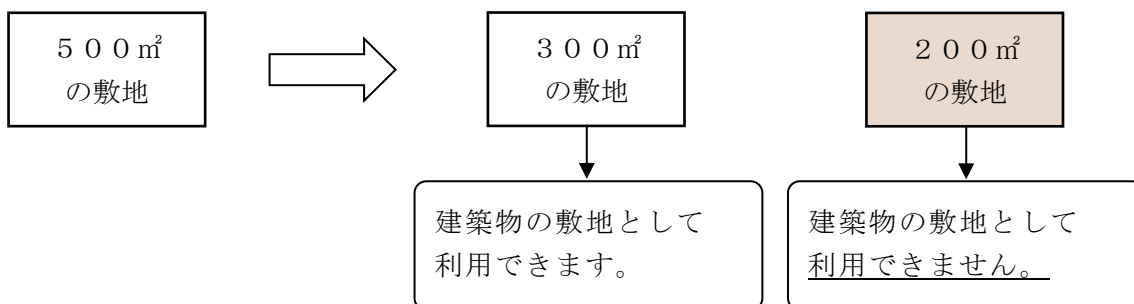 ５００㎡
の敷地
３００㎡
の敷地
２００㎡
の敷地
建築物の敷地として
利用できます。
建築物の敷地として
利用できません。